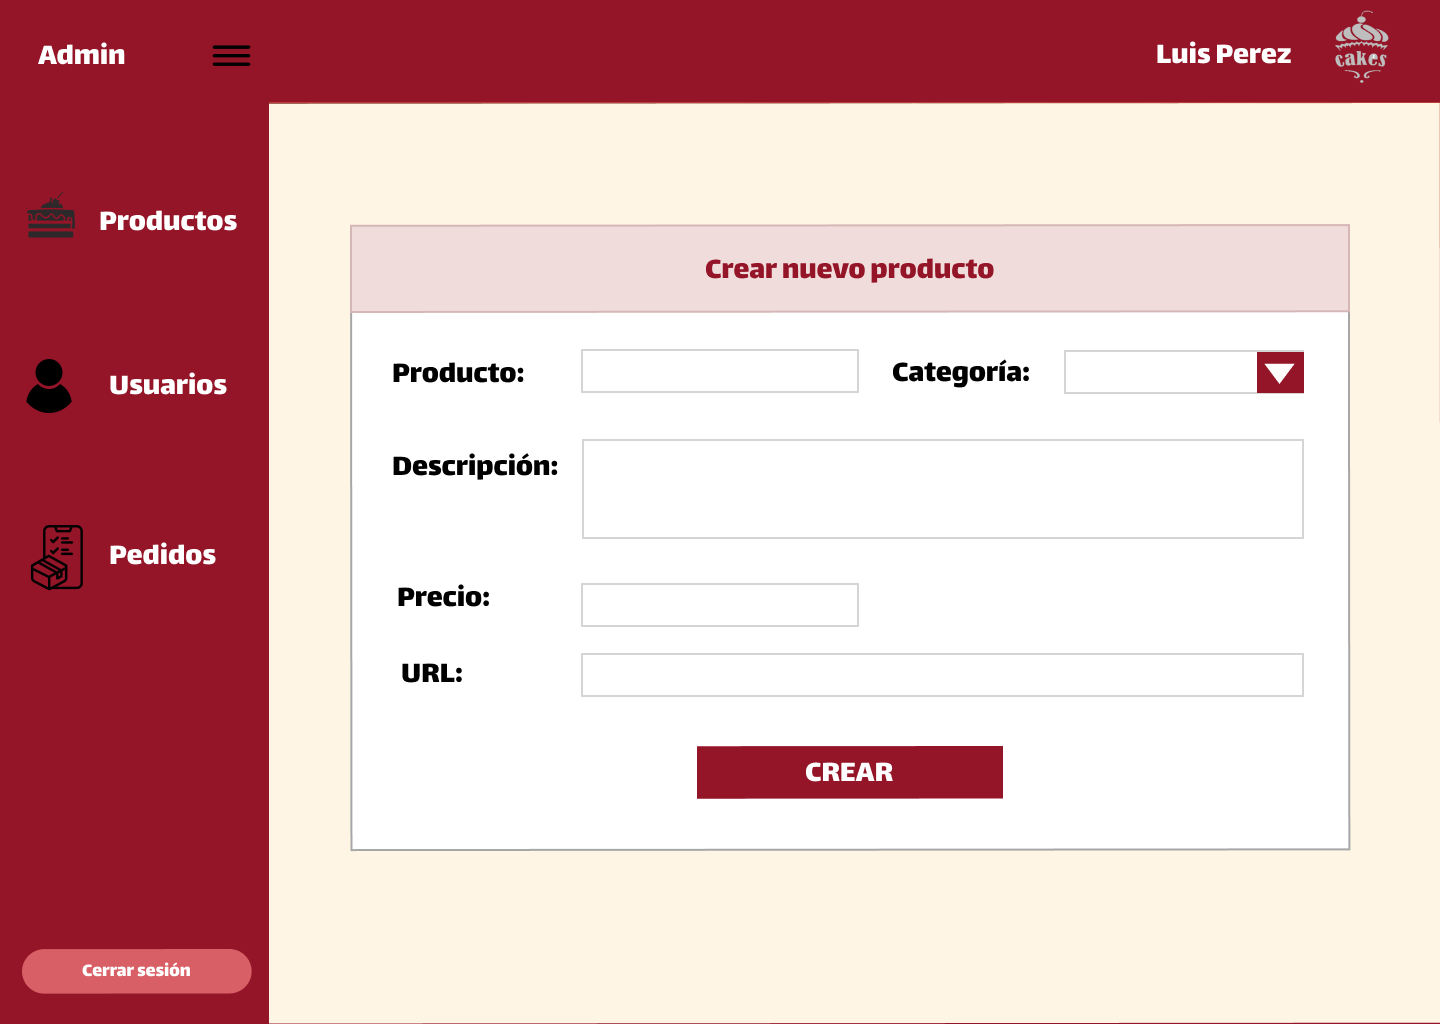 Admin
Luis Perez
cakes
Productos
Usuarios
Pedidos
Cerrar sesión
Crear nuevo producto
Producto:
Categoría:
Descripción:
Precio:
URL:
CREAR